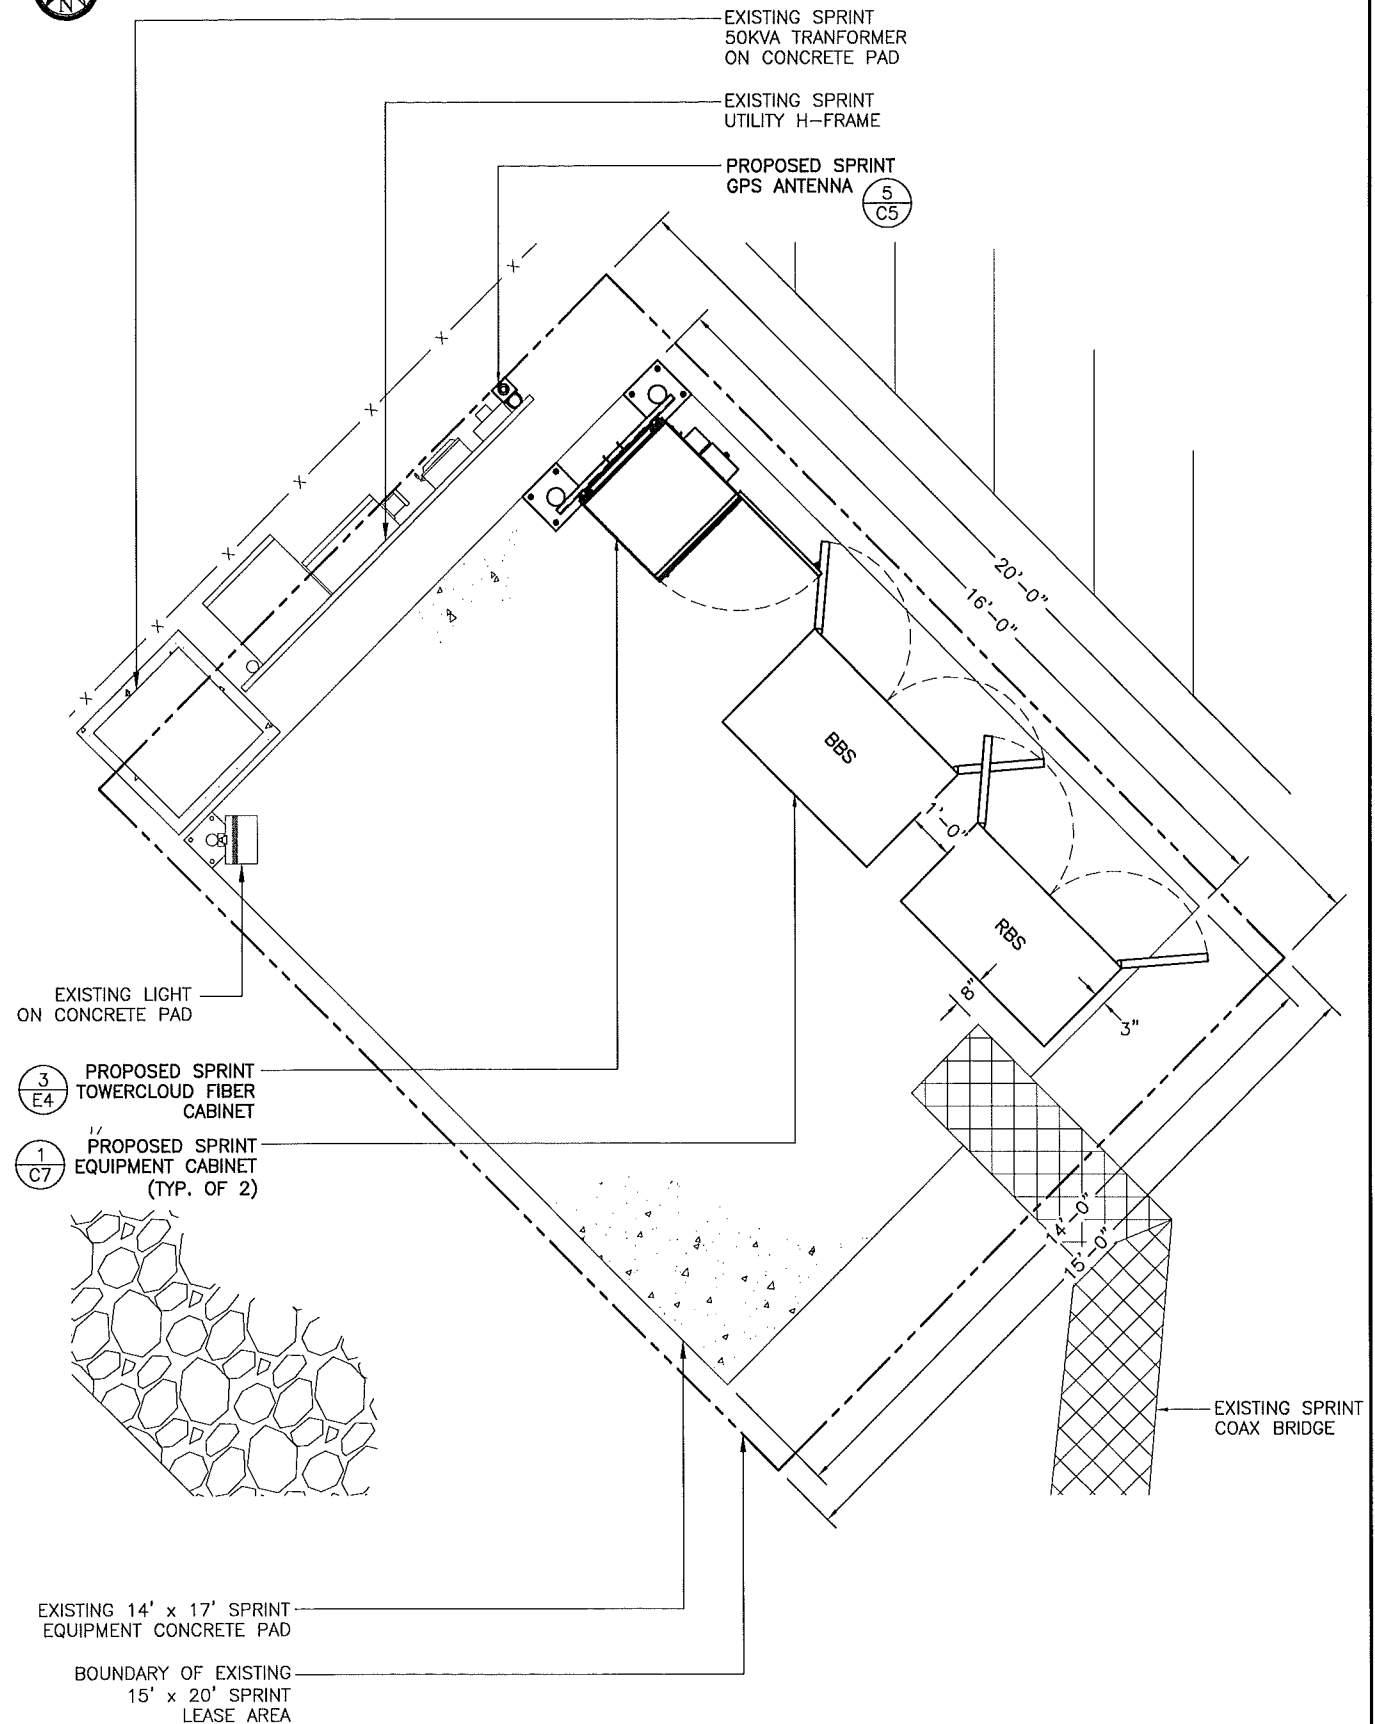 N
EXISTING SPRINT
50KVA TRANFORMER
ON CONCRETE PAD
EXISTING SPRINT
UTILITY H-FRAME
PROPOSED SPRINT
GPS ANTENNA
5
C5
X
X
X
X
X
X
X
20'-0"
16'-0"
BBS
1'-0"
RBS
8"
3"
EXISTING LIGHT
ON CONCRETE PAD
3
E4
PROPOSED SPRINT
TOWERCLOUD FIBER
CABINET
1
C7
PROPOSED SPRINT
EQUIPMENT CABINET
(TYP. OF 2)
14'-0"
15'-0"
EXISTING SPRINT
COAX BRIDGE
EXISTING 14' x 17' SPRINT
EQUIPMENT CONCRETE PAD
BOUNDARY OF EXISTING
15' x 20' SPRINT
LEASE AREA